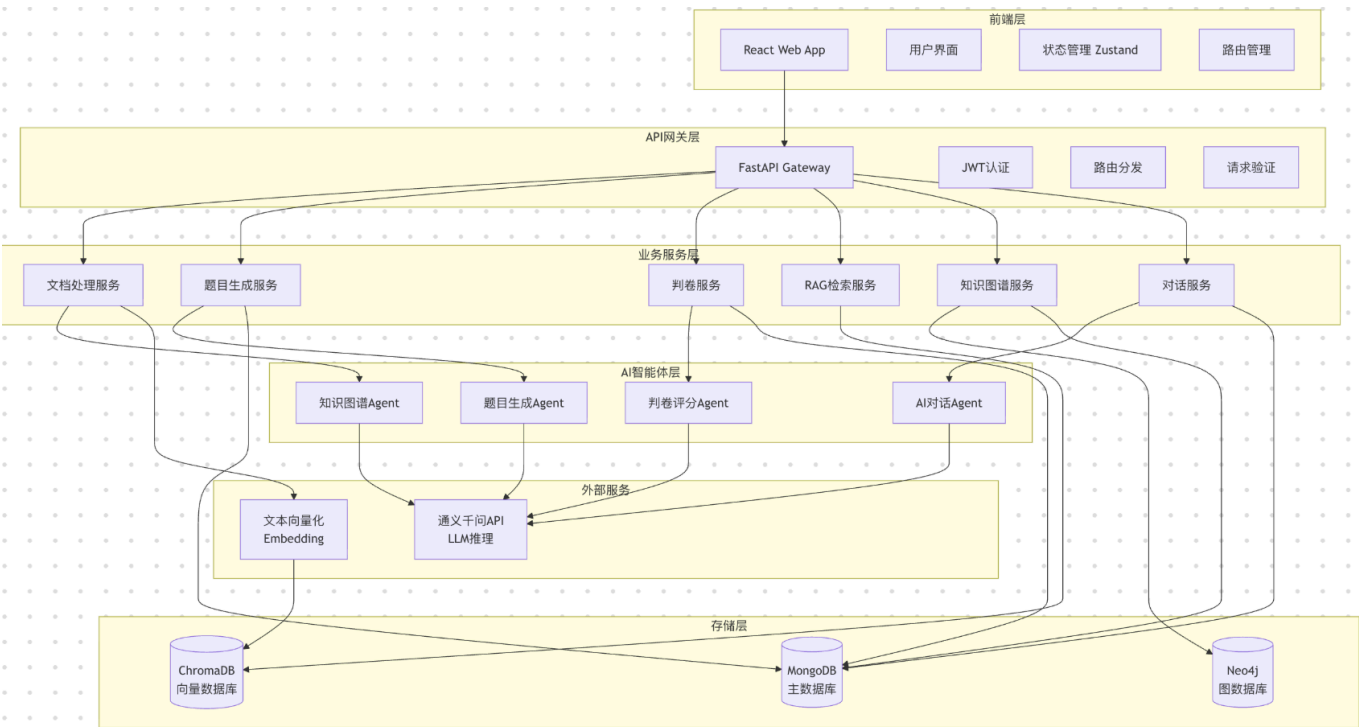 前端层
React Web App
用户界面
状态管理 Zustand
路由管理
API网关层
FastAPI Gateway
JWT认证
路由分发
请求验证
业务服务层
文档处理服务
题目生成服务
判卷服务
RAG检索服务
知识图谱服务
对话服务
AI智能体层
知识图谱Agent
题目生成Agent
判卷评分Agent
AI对话Agent
外部服务
文本向量化
Embedding
通义千问API
LLM推理
存储层
ChromaDB
向量数据库
MongoDB
主数据库
Neo4j
图数据库